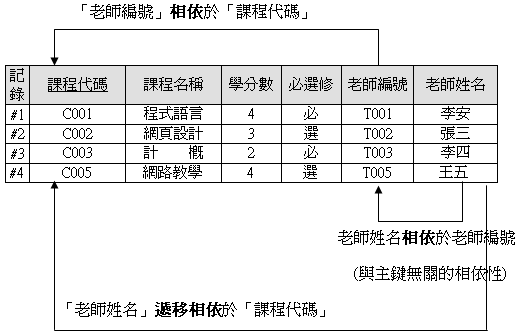 「老師編號」相依於「課程代碼」
記錄 課程代碼 課程名稱 學分數 必選修 老師編號 老師姓名
#1 C001 程式語言 4 必 T001 李安
#2 C002 網頁設計 3 選 T002 張三
#3 C003 計 概 2 必 T003 李四
#4 C005 網路教學 4 選 T005 王五
老師姓名相依於老師編號
(與主鍵無關的相依性)
「老師姓名」遞移相依於「課程代碼」